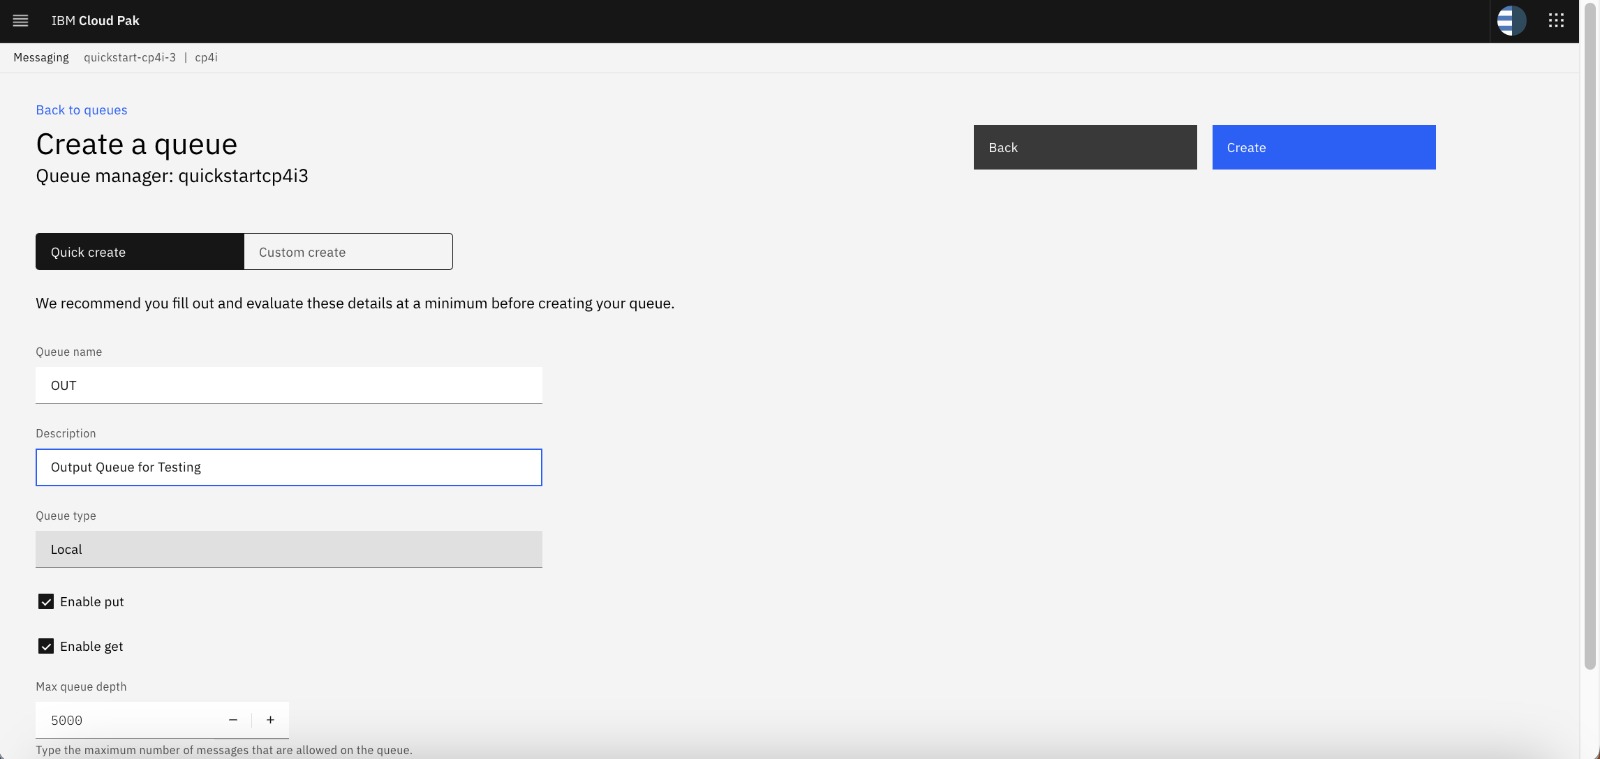 IBM Cloud Pak
Messaging quickstart-cp4i-3 | cp4i
Back to queues
Create a queue
Queue manager: quickstartcp4i3
Back
Create
Quick create
Custom create
We recommend you fill out and evaluate these details at a minimum before creating your queue.
Queue name
OUT
Description
Output Queue for Testing
Queue type
Local
Enable put
Enable get
Max queue depth
5000
Type the maximum number of messages that are allowed on the queue.